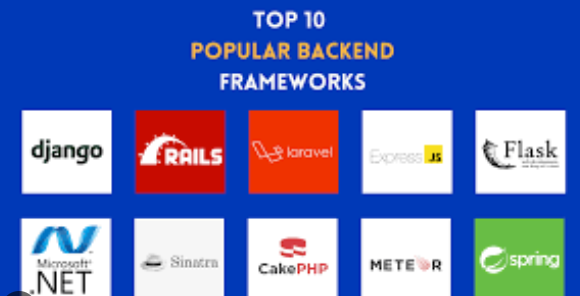 TOP 10
POPULAR BACKEND
FRAMEWORKS
django
RAILS
laravel
Express JS
Flask
Microsoft®
.NET
Sinatra
CakePHP
METEOR
spring